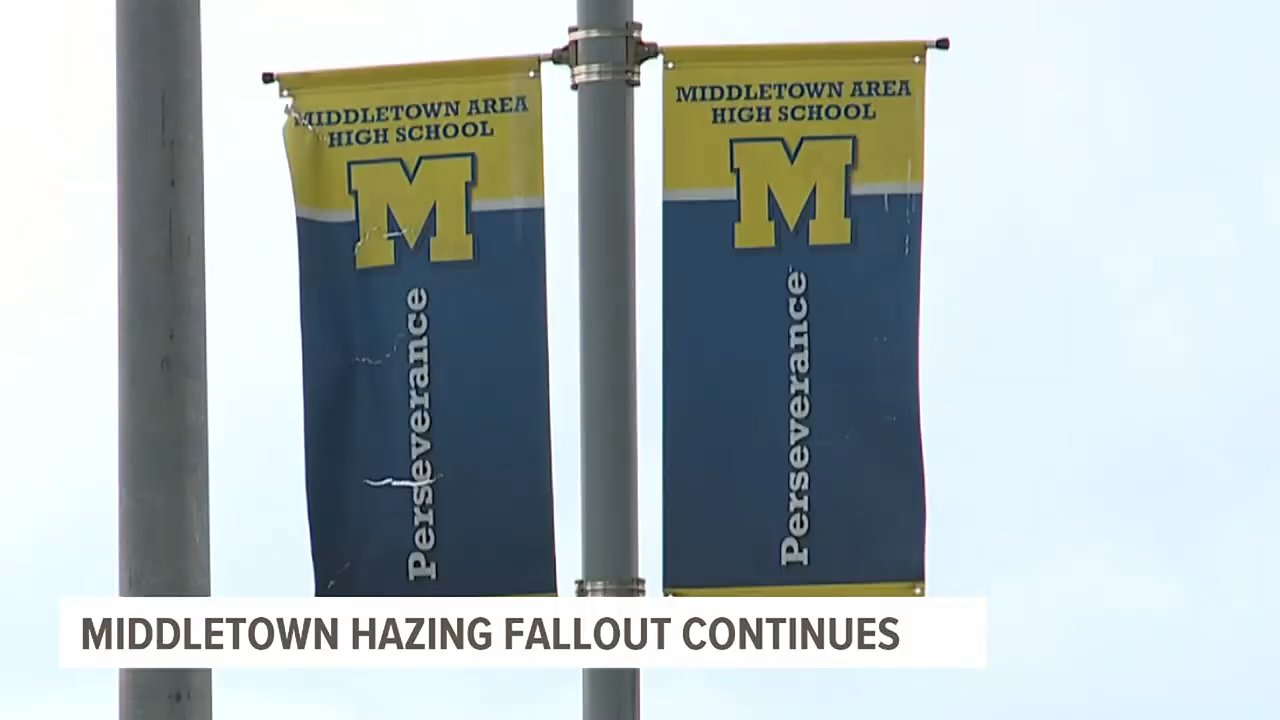 MIDDLETOWN AREA
HIGH SCHOOL
M
Perseverance
MIDDLETOWN AREA
HIGH SCHOOL
M
Perseverance
MIDDLETOWN HAZING FALLOUT CONTINUES